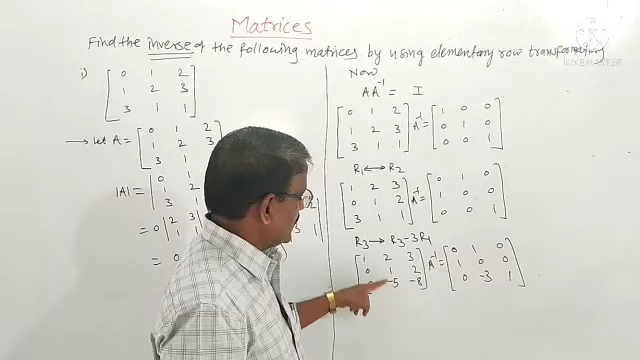 Matrices
Find the inverse of the following matrices by using elementary row transformation
i)
0 1 2
1 2 3
3 1 1
→ let A =
0 1 2
1 2 3
3 1
|A| =
0 1
1 2
3 1
= 0 | 2 3
1
= 0
Now
AA⁻¹ = I
[0 1 2
1 2 3
3 1 1] A⁻¹ = [1 0 0
0 1 0
0 0 1]
R₁ ↔ R₂
[1 2 3
0 1 2
3 1 1] A⁻¹ = [0 1 0
1 0 0
0 0 1]
R₃ → R₃ - 3R₁
[1 2 3
0 1 2
-5 -8] A⁻¹ = [0 1 0
1 0 0
0 -3 1]
K